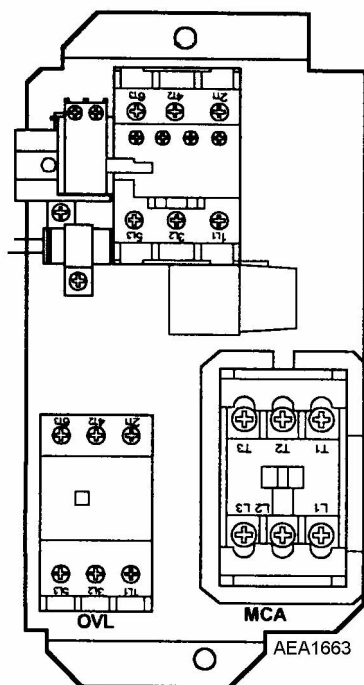 6T3 4T2 2T1
5L3 3L2 1L1
T3 T2 T1
6T3 4T2 2T1
L3 L2 L1
5L3 3L2 1L1
OVL MCA
AEA1663